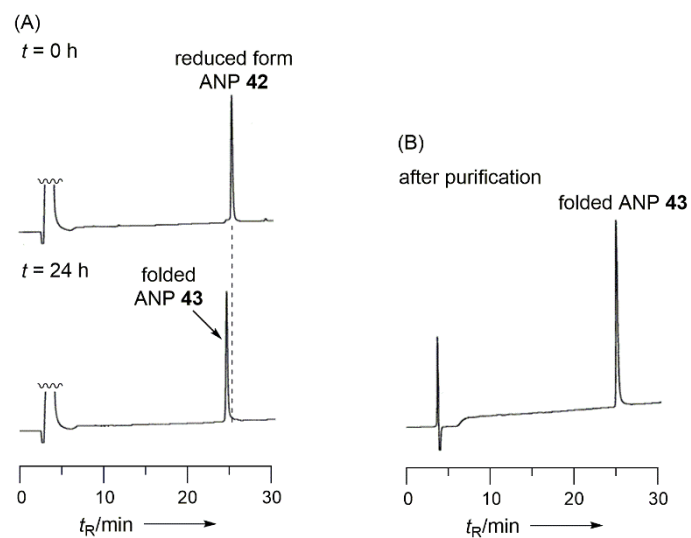 (A)
t = 0 h
reduced form
ANP 42
t = 24 h
folded
ANP 43
0 10 20 30
tR/min
(B)
after purification
folded ANP 43
0 10 20 30
tR/min